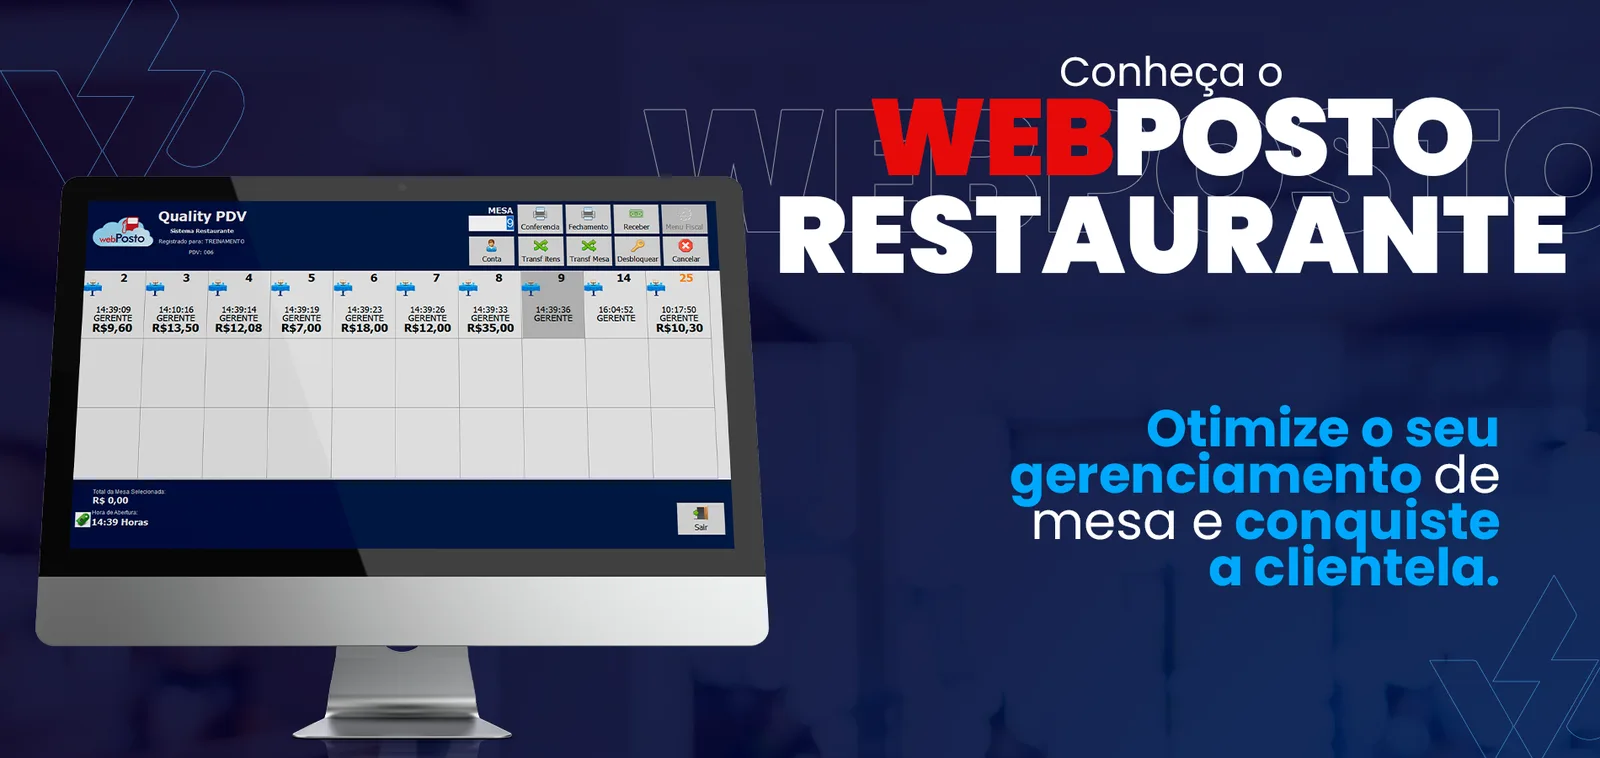 Conheça o
WEBPOSTO
WEBPOSTO
RESTAURANTE
Quality PDV
Sistema Restaurante
Registrado para: TREINAMENTO
PDV: 006
webPosto
MESA
9
Conferencia
Fechamento
Receber
Menu Fiscal
Conta
Transf itens
Transf Mesa
Desbloquear
Cancelar
2 3 4 5 6 7 8 9 14 25
14:39:09 14:10:16 14:39:14 14:39:19 14:39:23 14:39:26 14:39:33 14:39:36 16:04:52 10:17:50
GERENTE GERENTE GERENTE GERENTE GERENTE GERENTE GERENTE GERENTE GERENTE GERENTE
R$9,60 R$13,50 R$12,08 R$7,00 R$18,00 R$12,00 R$35,00 R$10,30
Total da Mesa Selecionada:
R$ 0,00
Hora de Abertura:
14:39 Horas
Sair
Otimize o seu
gerenciamento de
mesa e conquiste
a clientela.